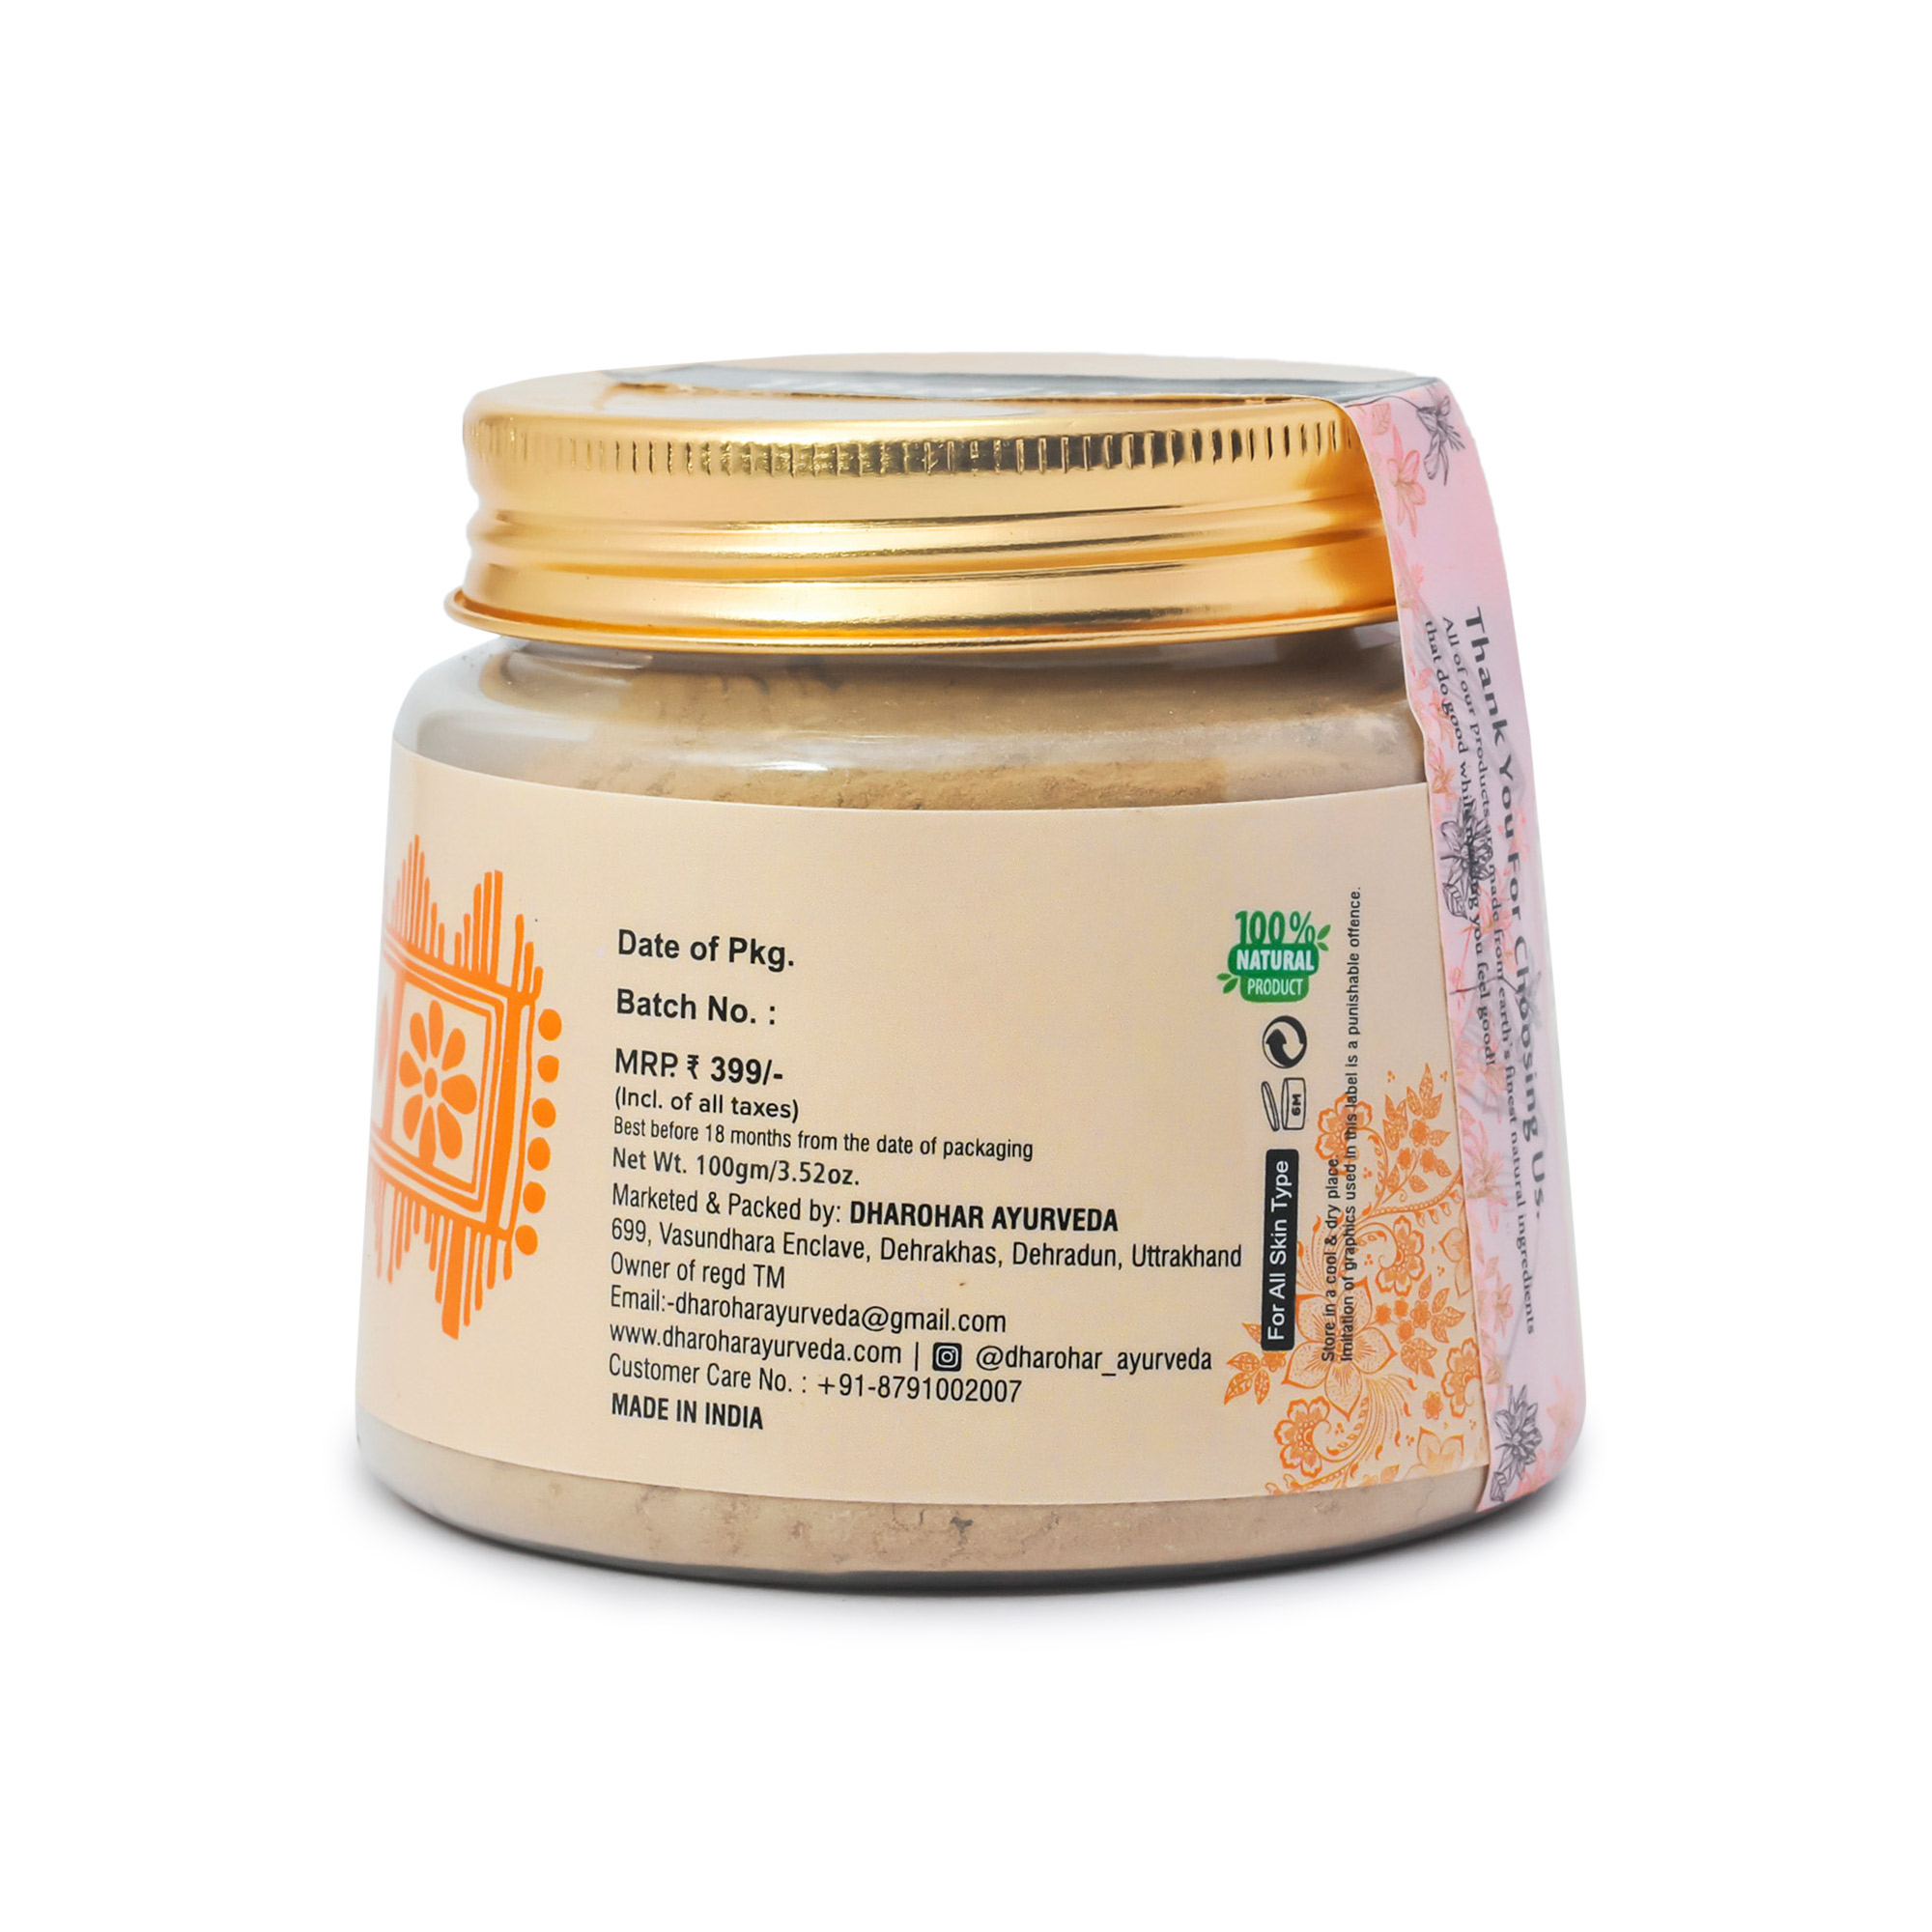 Date of Pkg.
Batch No. :
MRP. ₹ 399/-
(Incl. of all taxes)
Best before 18 months from the date of packaging
Net Wt. 100gm/3.52oz.
Marketed & Packed by: DHAROHAR AYURVEDA
699, Vasundhara Enclave, Dehrakhas, Dehradun, Uttrakhand
Owner of regd TM
Email:-dharoharayurveda@gmail.com
www.dharoharayurveda.com | @dharohar_ayurveda
Customer Care No. : +91-8791002007
MADE IN INDIA
100%
NATURAL
PRODUCT
6M
For All Skin Type
Store in a cool & dry place.
Imitation of graphics used in this label is a punishable offence.
Thank You For Choosing Us.
All of our products are made from earth's finest natural ingredients
that do good while making you feel good!